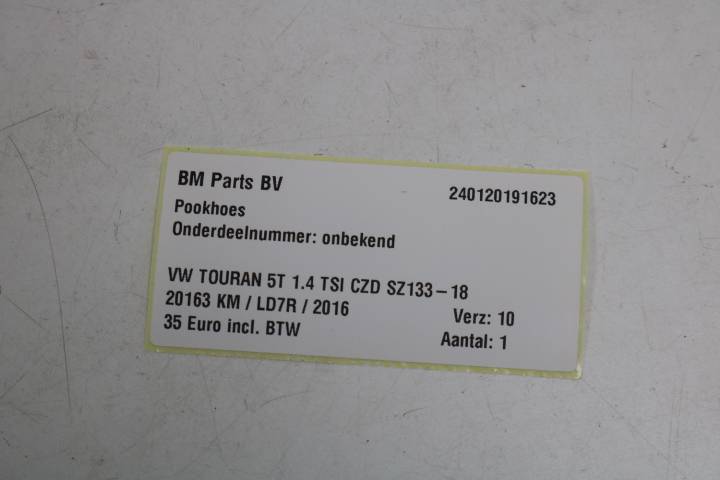 BM Parts BV 240120191623
Pookhoes
Onderdeelnummer: onbekend
VW TOURAN 5T 1.4 TSI CZD SZ133-18
20163 KM / LD7R / 2016 Verz: 10
35 Euro incl. BTW Aantal: 1